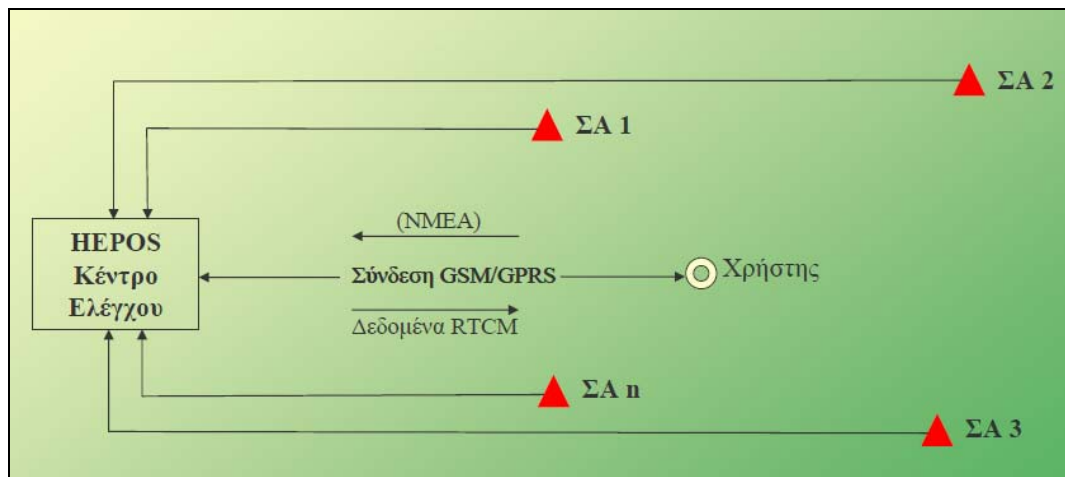 ΣΑ 2
ΣΑ 1
HEPOS
Κέντρο
Ελέγχου
(NMEA)
Σύνδεση GSM/GPRS
Δεδομένα RTCM
Χρήστης
ΣΑ n
ΣΑ 3